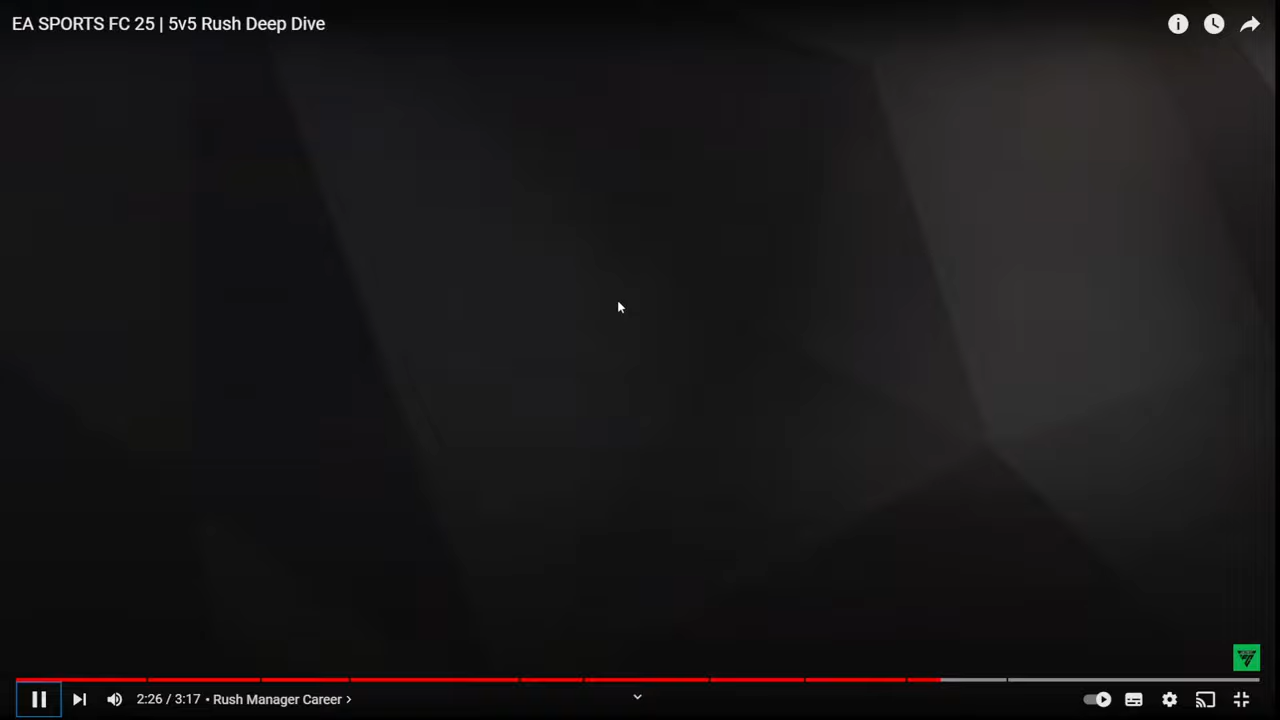 EA SPORTS FC 25 | 5v5 Rush Deep Dive
2:26 / 3:17 • Rush Manager Career ›